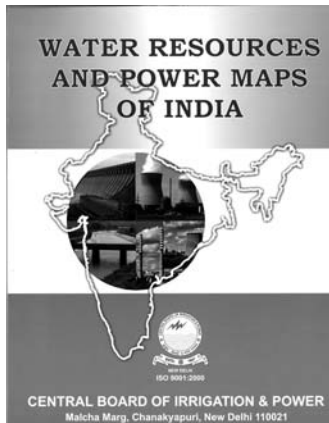 WATER RESOURCES
AND POWER MAPS
OF INDIA
NEW DELHI
ISO 9001:2000
CENTRAL BOARD OF IRRIGATION & POWER
Malcha Marg, Chanakyapuri, New Delhi 110021